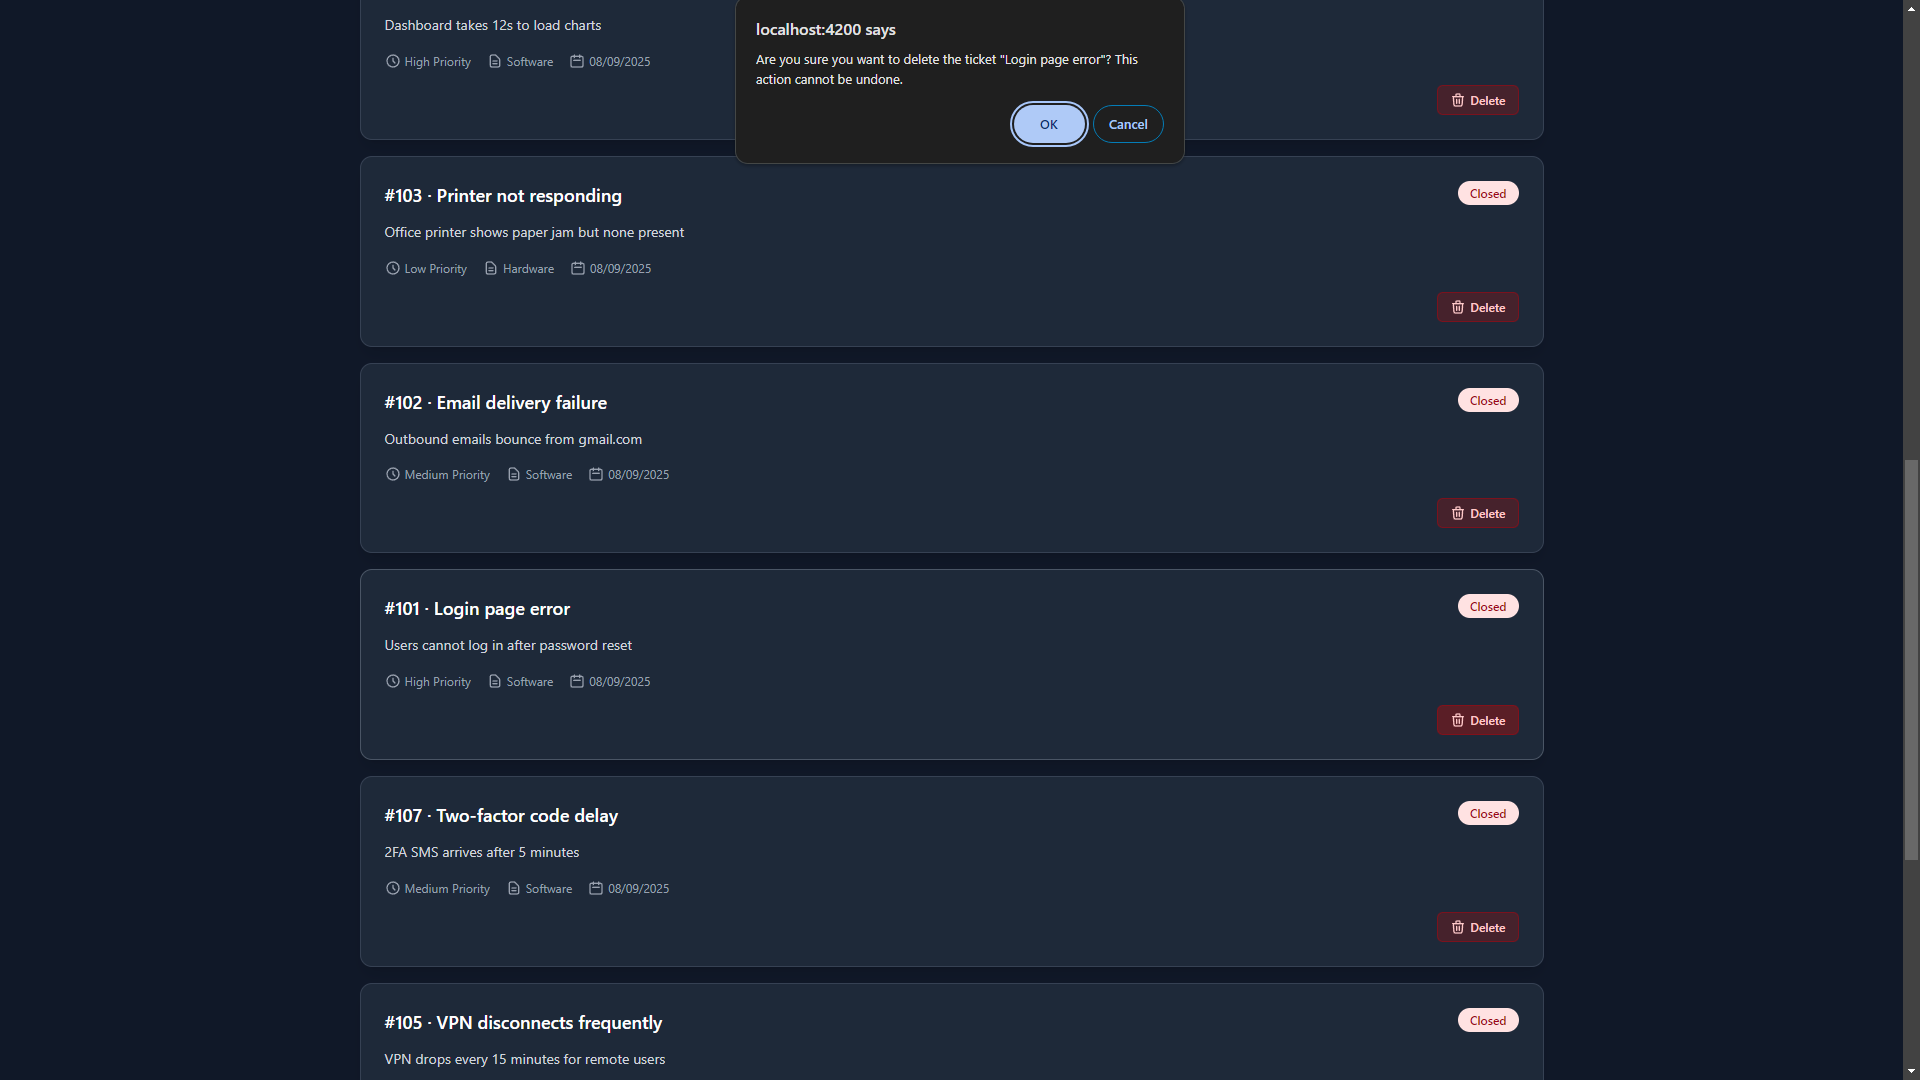 Dashboard takes 12s to load charts
High Priority Software 08/09/2025
Delete
localhost:4200 says
Are you sure you want to delete the ticket "Login page error"? This
action cannot be undone.
OK Cancel
#103 · Printer not responding
Closed
Office printer shows paper jam but none present
Low Priority Hardware 08/09/2025
Delete
#102 · Email delivery failure
Closed
Outbound emails bounce from gmail.com
Medium Priority Software 08/09/2025
Delete
#101 · Login page error
Closed
Users cannot log in after password reset
High Priority Software 08/09/2025
Delete
#107 · Two-factor code delay
Closed
2FA SMS arrives after 5 minutes
Medium Priority Software 08/09/2025
Delete
#105 · VPN disconnects frequently
Closed
VPN drops every 15 minutes for remote users